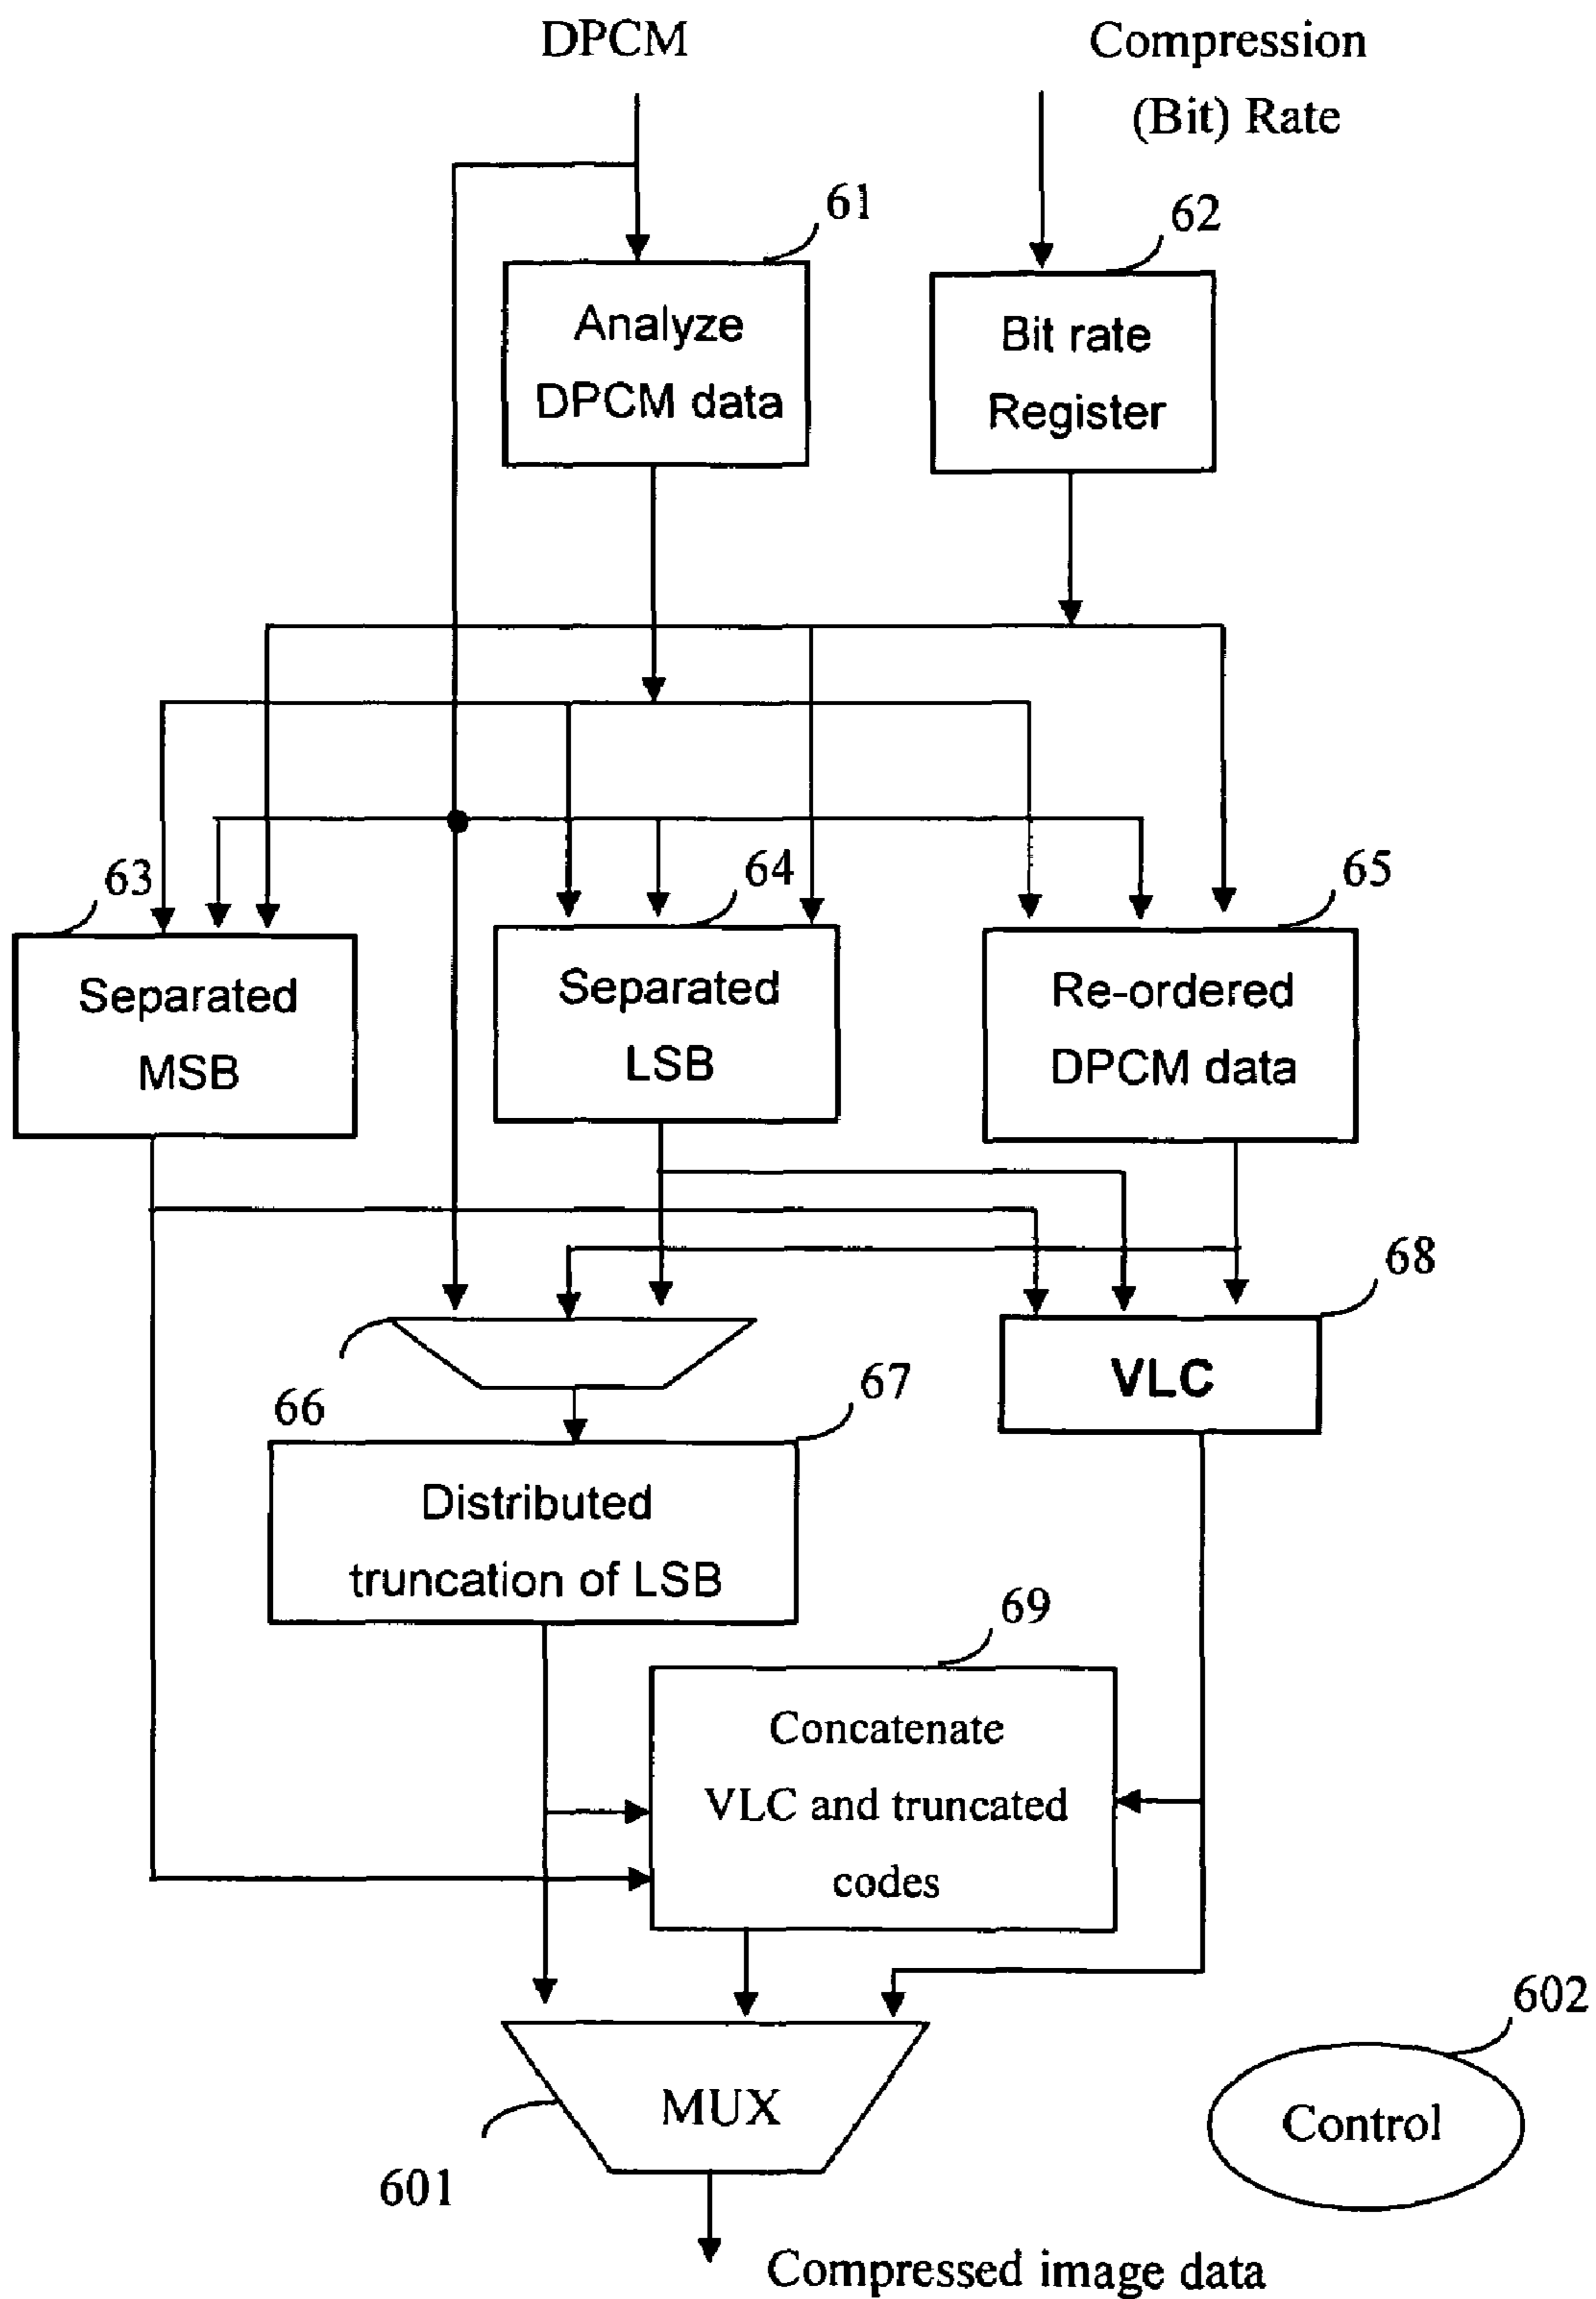 DPCM
Compression
(Bit) Rate
61
62
Analyze
DPCM data
Bit rate
Register
63
64
65
Separated
MSB
Separated
LSB
Re-ordered
DPCM data
68
VLC
66
67
Distributed
truncation of LSB
69
Concatenate
VLC and truncated
codes
602
MUX
Control
601
Compressed image data